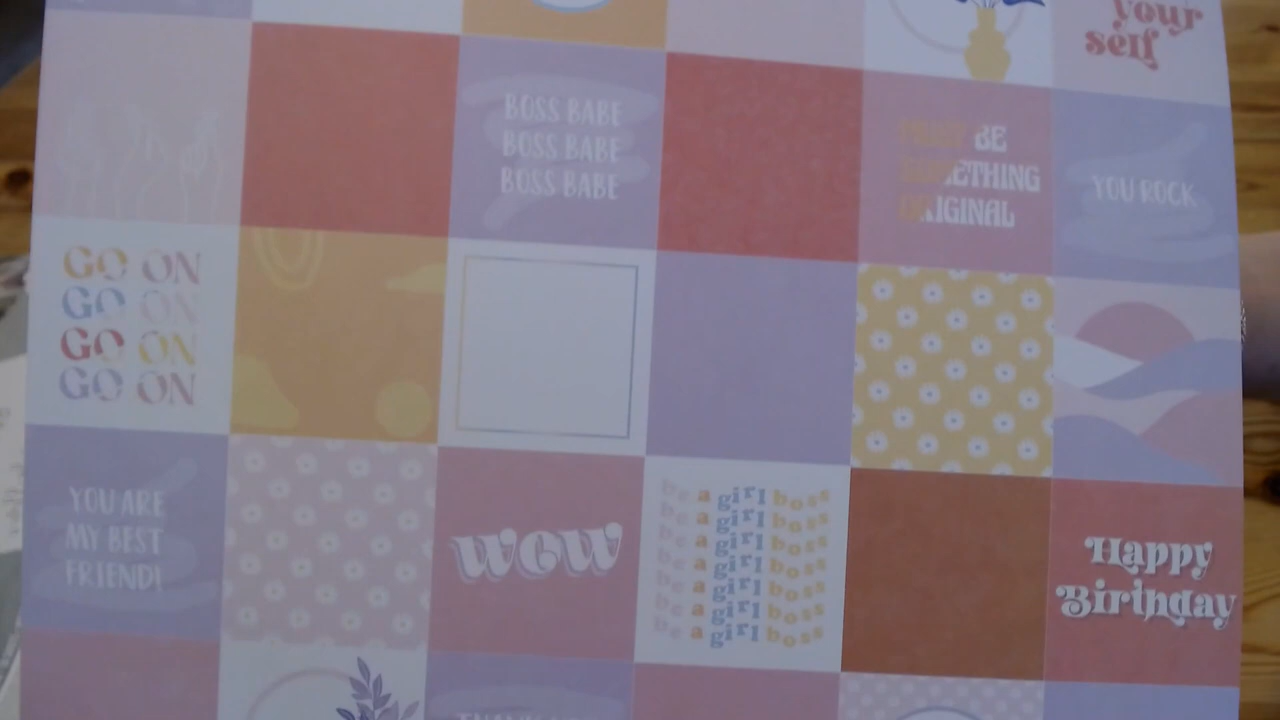 your
self
BOSS BABE
BOSS BABE
BOSS BABE
BE
SOMETHING
ORIGINAL
YOU ROCK
GO ON
GO ON
GO ON
GO ON
YOU ARE
MY BEST
FRIEND!
WOW
be a girl boss
be a girl boss
be a girl boss
be a girl boss
be a girl boss
be a girl boss
be a girl boss
Happy
Birthday